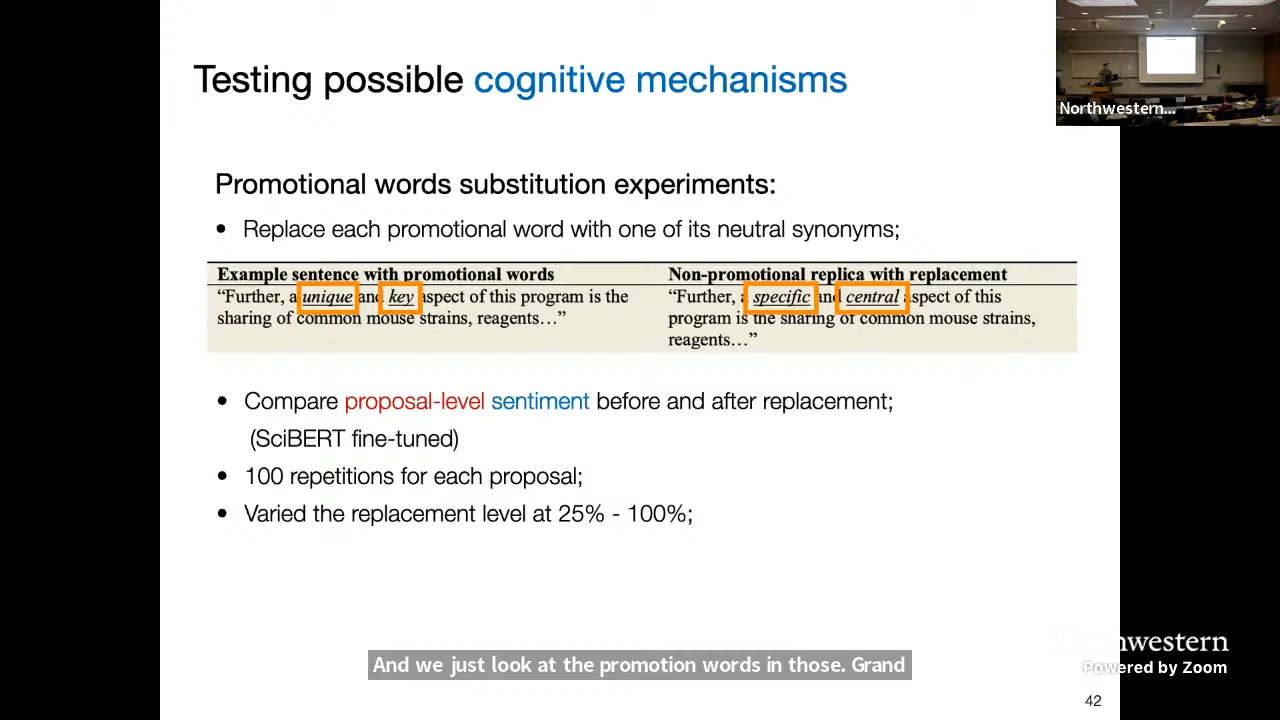 Testing possible cognitive mechanisms
Northwestern...
Promotional words substitution experiments:
• Replace each promotional word with one of its neutral synonyms;
Example sentence with promotional words
“Further, a unique and key aspect of this program is the
sharing of common mouse strains, reagents…”
Non-promotional replica with replacement
“Further, a specific and central aspect of this
program is the sharing of common mouse strains,
reagents…”
• Compare proposal-level sentiment before and after replacement;
(SciBERT fine-tuned)
• 100 repetitions for each proposal;
• Varied the replacement level at 25% - 100%;
And we just look at the promotion words in those. Grand
western
Powered by Zoom
42